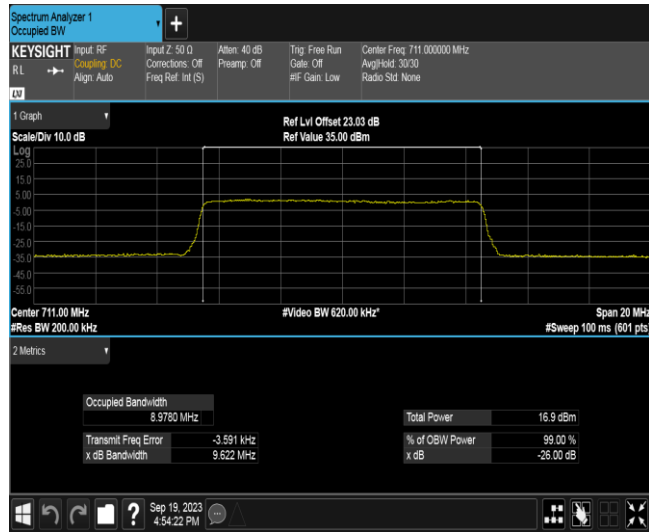 Spectrum Analyzer 1
Occupied BW
KEYSIGHT
RL
LXI
Input: RF
Coupling: DC
Align: Auto
Input Z: 50 Ω
Corrections: Off
Freq Ref: Int (S)
Atten: 40 dB
Preamp: Off
Trig: Free Run
Gate: Off
#IF Gain: Low
Center Freq: 711.000000 MHz
Avg|Hold: 30/30
Radio Std: None
1 Graph
Scale/Div 10.0 dB
Ref Lvl Offset 23.03 dB
Ref Value 35.00 dBm
Log
25.0
15.0
5.00
-5.00
-15.0
-25.0
-35.0
-45.0
-55.0
Center 711.00 MHz
#Video BW 620.00 kHz*
Span 20 MHz
#Res BW 200.00 kHz
#Sweep 100 ms (601 pts)
2 Metrics
Occupied Bandwidth
8.9780 MHz
Transmit Freq Error -3.591 kHz
x dB Bandwidth 9.622 MHz
Total Power 16.9 dBm
% of OBW Power 99.00 %
x dB -26.00 dB
?
Sep 19, 2023
4:54:22 PM